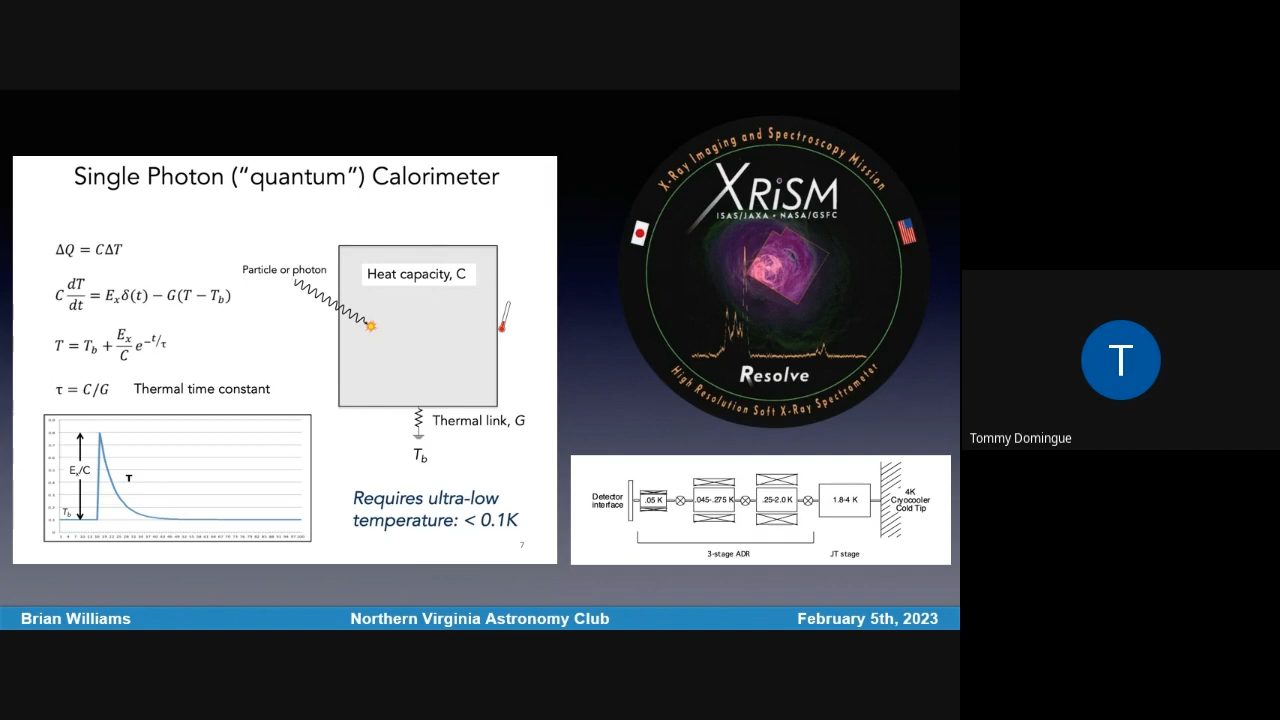 Single Photon (“quantum”) Calorimeter
ΔQ = CΔT
C dT/dt = Eₓδ(t) − G(T − T_b)
T = T_b + Eₓ/C e^−t/τ
τ = C/G Thermal time constant
Particle or photon
Heat capacity, C
Thermal link, G
T_b
Eₓ/C
T
T_b
Requires ultra-low
temperature: < 0.1K
7
X-Ray Imaging and Spectroscopy Mission
XRiSM
ISAS/JAXA • NASA/GSFC
Resolve
High Resolution Soft X-Ray Spectrometer
Detector
interface
.05 K
.045-.275 K
.25-2.0 K
1.8-4 K
4K
Cryocooler
Cold Tip
3-stage ADR
JT stage
Brian Williams
Northern Virginia Astronomy Club
February 5th, 2023
T
Tommy Domingue